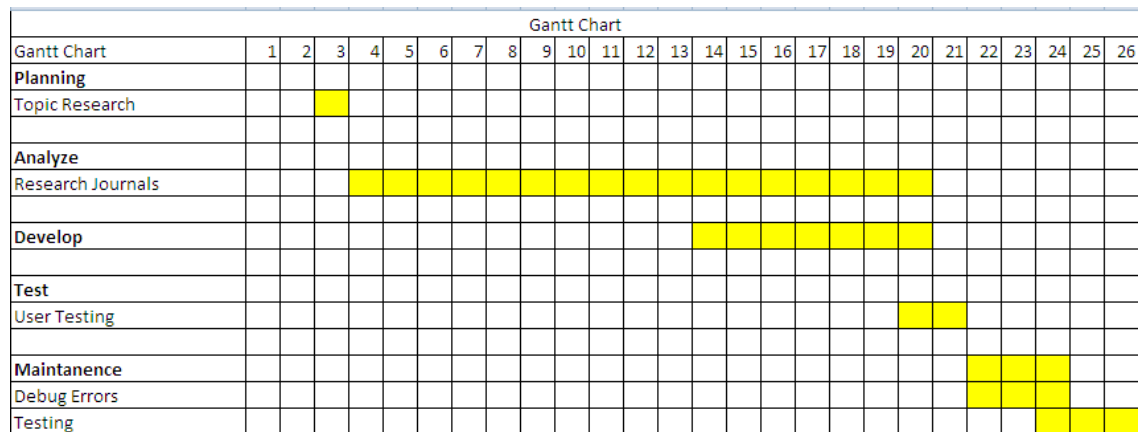 Gantt Chart
Gantt Chart 1 2 3 4 5 6 7 8 9 10 11 12 13 14 15 16 17 18 19 20 21 22 23 24 25 26
Planning
Topic Research
Analyze
Research Journals
Develop
Test
User Testing
Maintanence
Debug Errors
Testing